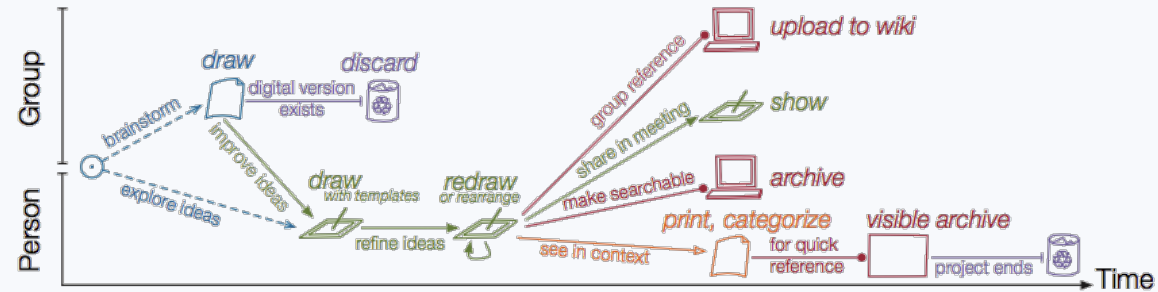 Group
Person
brainstorm
explore ideas
draw
digital version
exists
discard
improve ideas
draw
with templates
refine ideas
redraw
or rearrange
group reference
upload to wiki
share in meeting
show
make searchable
archive
see in context
print, categorize
for quick
reference
visible archive
project ends
Time